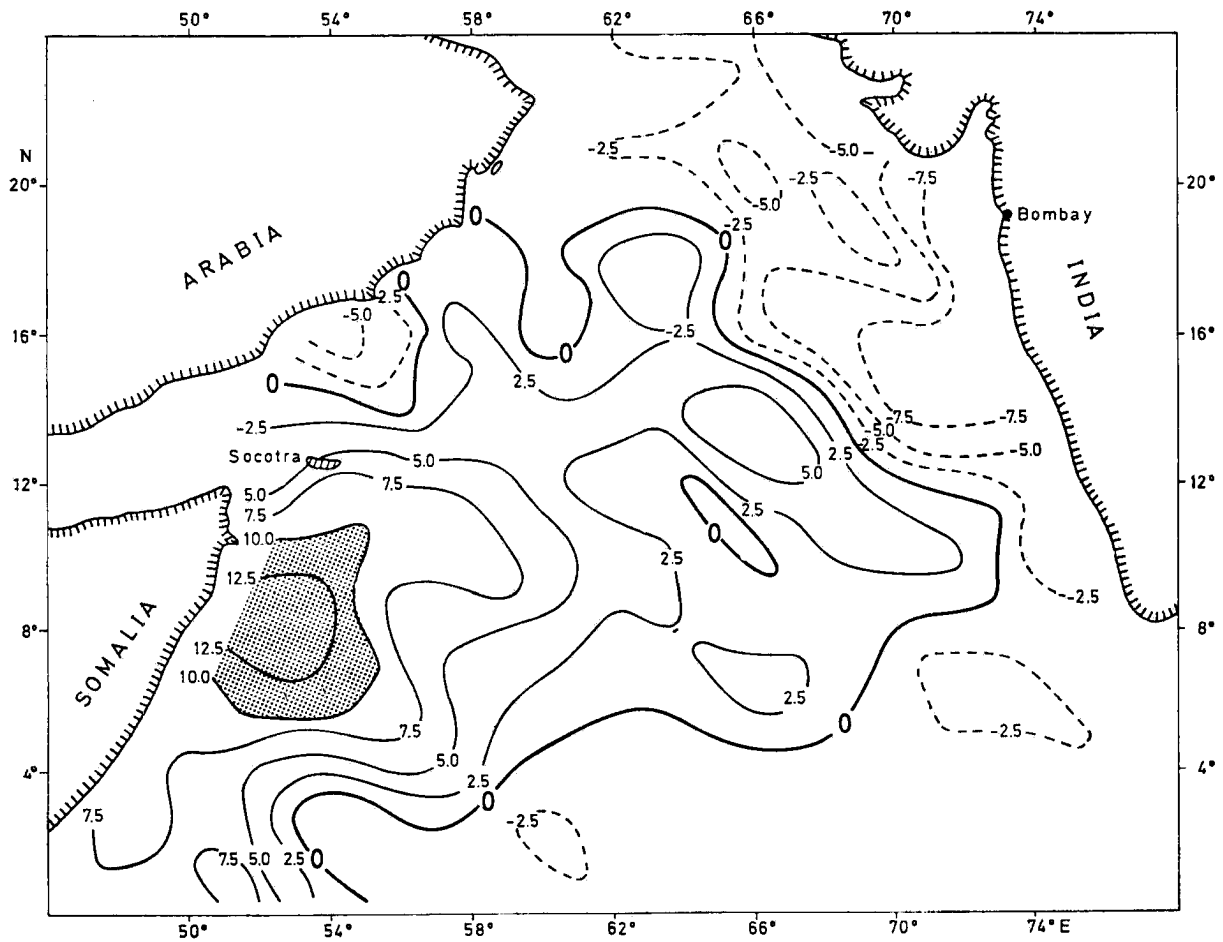 50° 54° 58° 62° 66° 70° 74°
N
-2.5 -5.0 -2.5 -7.5
20° 20°
-5.0
0 -2.5 0 Bombay
ARABIA
INDIA
0
2.5
-5.0
16° 0 -2.5 16°
0 2.5
-7.5 -7.5
-2.5 -5.0
-2.5 2.5 -5.0
Socotra 5.0 5.0
12° 5.0 7.5 12°
7.5 2.5
10.0 0
2.5
12.5
-2.5
SOMALIA
8° 8°
12.5
10.0
2.5
7.5 0
-2.5
5.0
4° 2.5 4°
0
7.5 -2.5
7.5 5.0 2.5 0
50° 54° 58° 62° 66° 70° 74°E